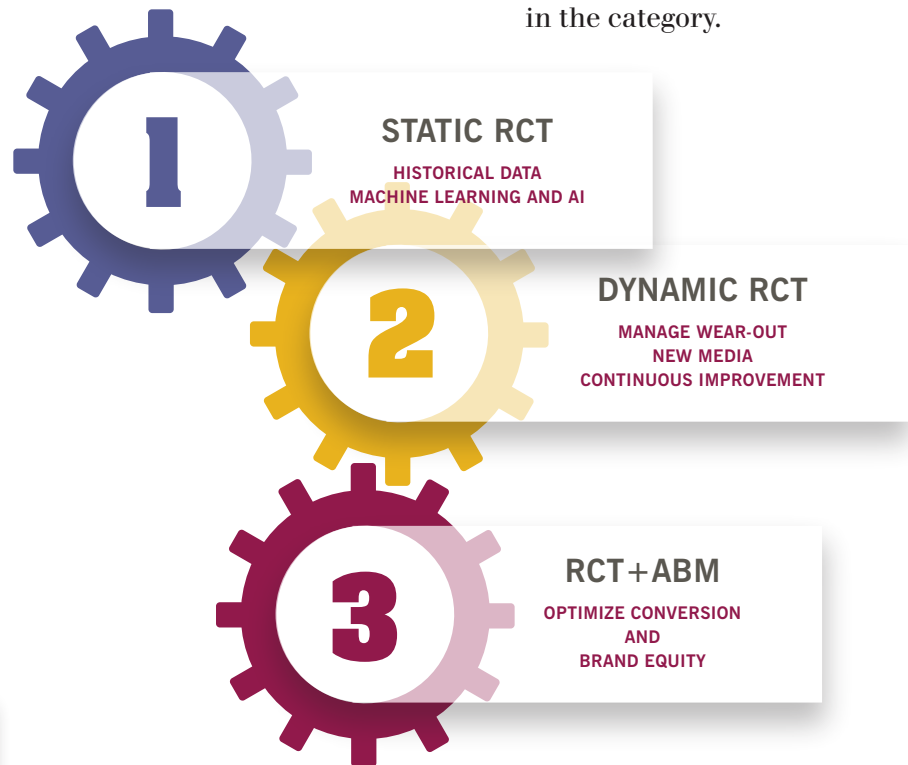 in the category.
1
STATIC RCT
HISTORICAL DATA
MACHINE LEARNING AND AI
2
DYNAMIC RCT
MANAGE WEAR-OUT
NEW MEDIA
CONTINUOUS IMPROVEMENT
3
RCT+ABM
OPTIMIZE CONVERSION
AND
BRAND EQUITY